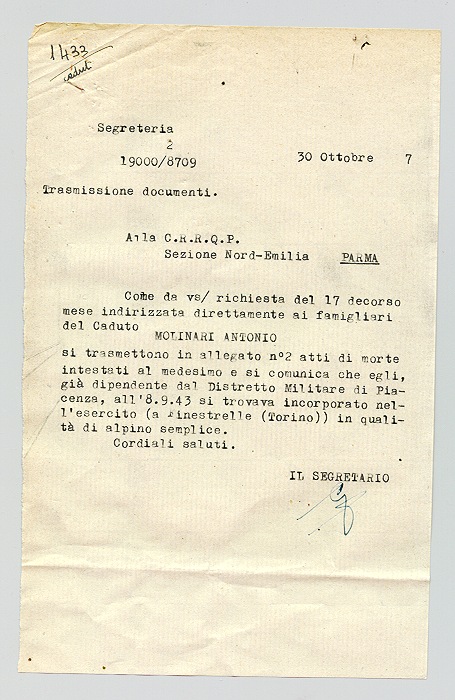 1433
caduti
Segreteria
2
19000/8709
30 Ottobre 7
Trasmissione documenti.
Alla C.R.R.Q.P.
Sezione Nord-Emilia PARMA
Come da vs/ richiesta del 17 decorso
mese indirizzata direttamente ai famigliari
del Caduto
MOLINARI ANTONIO
si trasmettono in allegato n°2 atti di morte
intestati al medesimo e si comunica che egli,
già dipendente dal Distretto Militare di Pia-
cenza, all'8.9.43 si trovava incorporato nel-
l'esercito (a Finestrelle (Torino)) in quali-
tà di alpino semplice.
Cordiali saluti.
IL SEGRETARIO